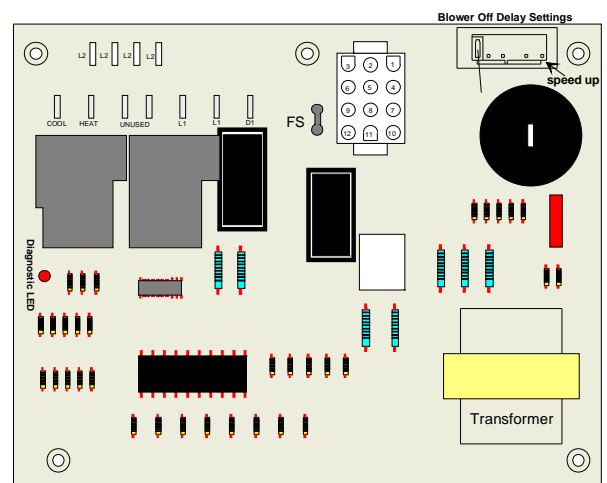 Blower Off Delay Settings
speed up
L2 L2 L2 L2
COOL HEAT UNUSED L1 L1 D1
FS
3 2 1
6 5 4
9 8 7
12 11 10
Diagnostic LED
Transformer